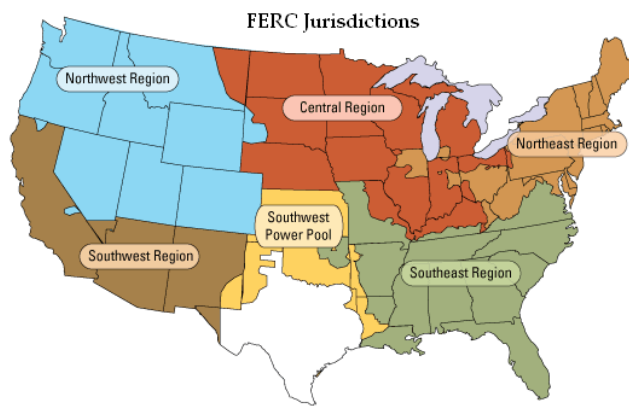 FERC Jurisdictions
Northwest Region
Central Region
Northeast Region
Southwest
Power Pool
Southwest Region
Southeast Region